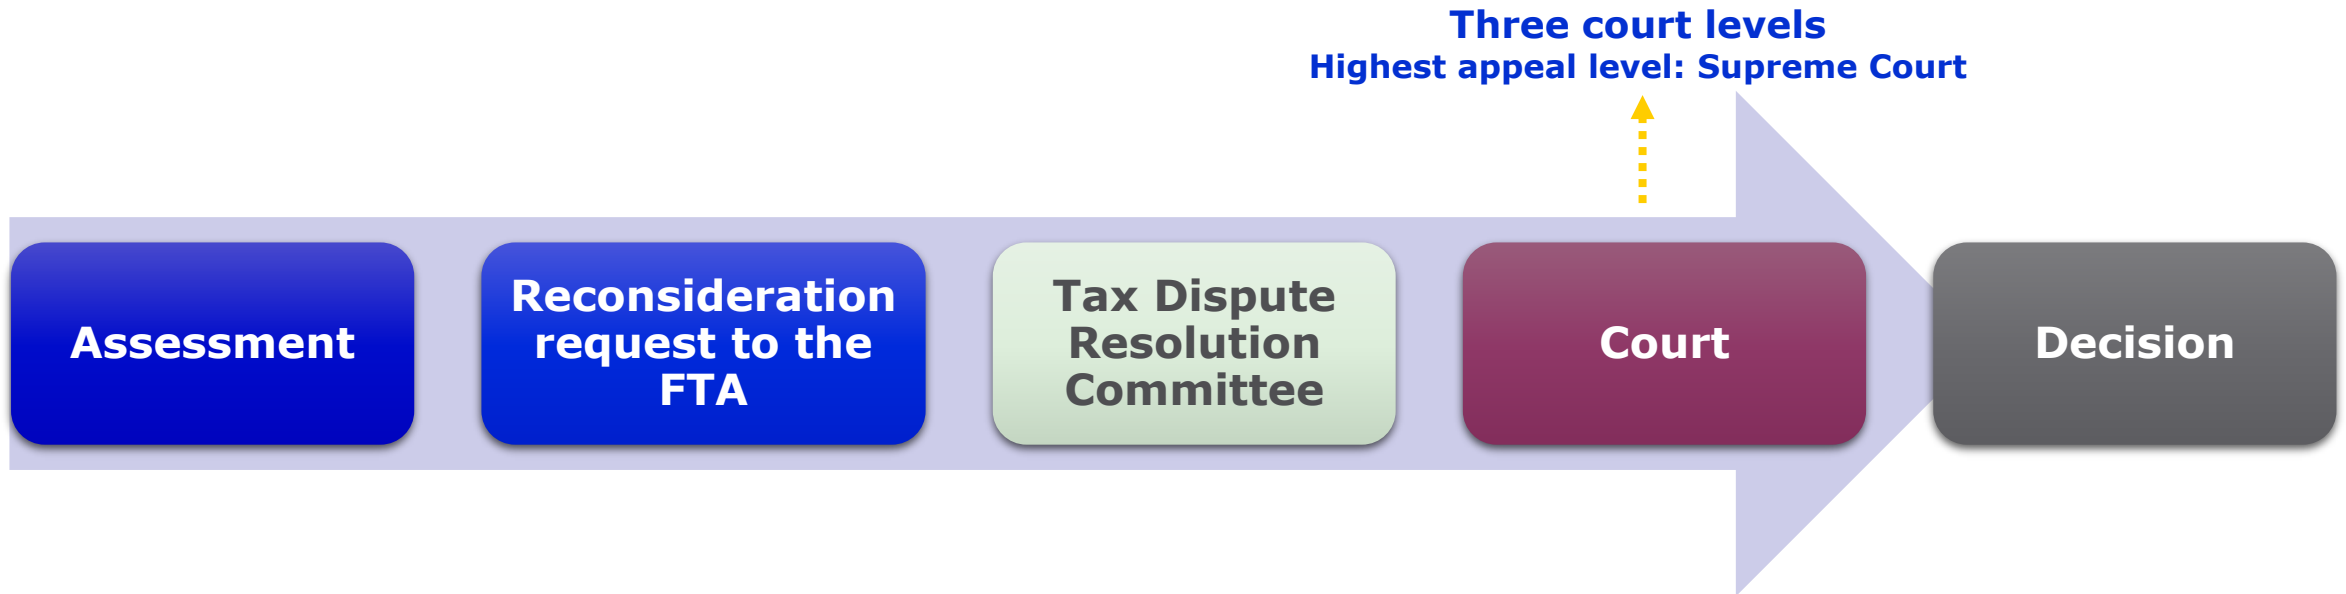 Three court levels
Highest appeal level: Supreme Court
Assessment
Reconsideration
request to the
FTA
Tax Dispute
Resolution
Committee
Court
Decision